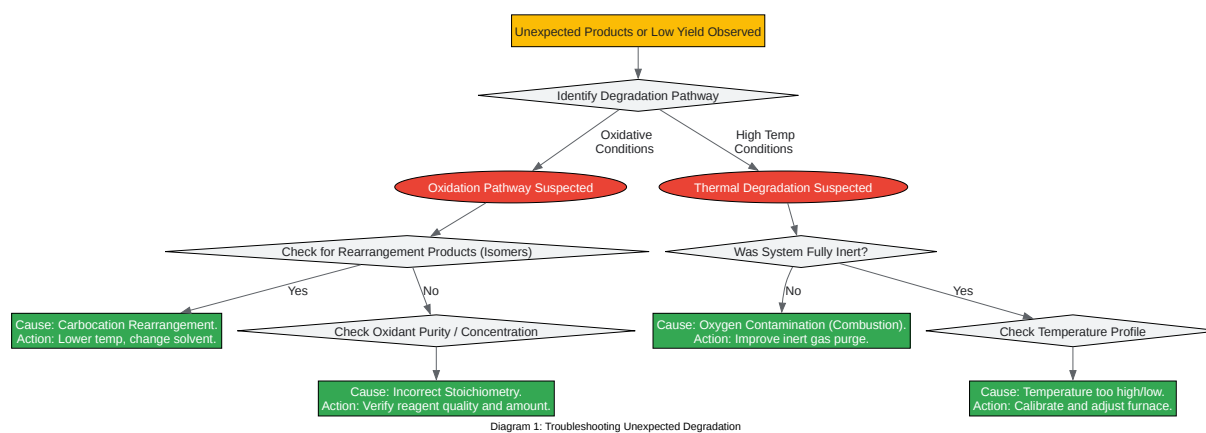 Unexpected Products or Low Yield Observed
Identify Degradation Pathway
Oxidative
Conditions
High Temp
Conditions
Oxidation Pathway Suspected
Thermal Degradation Suspected
Check for Rearrangement Products (Isomers)
Was System Fully Inert?
Yes
No
No
Yes
Cause: Carbocation Rearrangement.
Action: Lower temp, change solvent.
Check Oxidant Purity / Concentration
Cause: Oxygen Contamination (Combustion).
Action: Improve inert gas purge.
Check Temperature Profile
Cause: Incorrect Stoichiometry.
Action: Verify reagent quality and amount.
Cause: Temperature too high/low.
Action: Calibrate and adjust furnace.
Diagram 1: Troubleshooting Unexpected Degradation